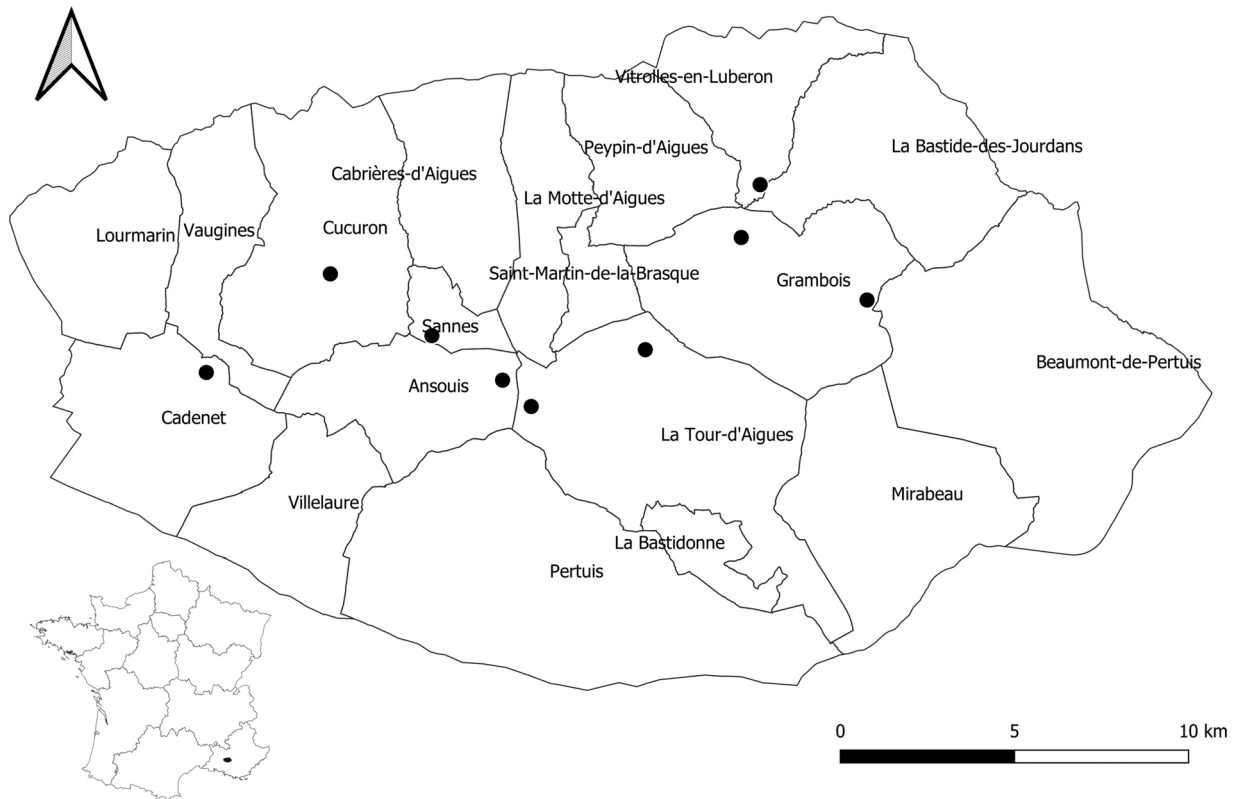 Vitrolles-en-Luberon
Peypin-d'Aigues
La Bastide-des-Jourdans
Cabrières-d'Aigues
La Motte-d'Aigues
Lourmarin
Vaugines
Cucuron
Saint-Martin-de-la-Brasque
Grambois
Sannes
Beaumont-de-Pertuis
Ansouis
Cadenet
La Tour-d'Aigues
Villelaure
Mirabeau
La Bastidonne
Pertuis
0 5 10 km